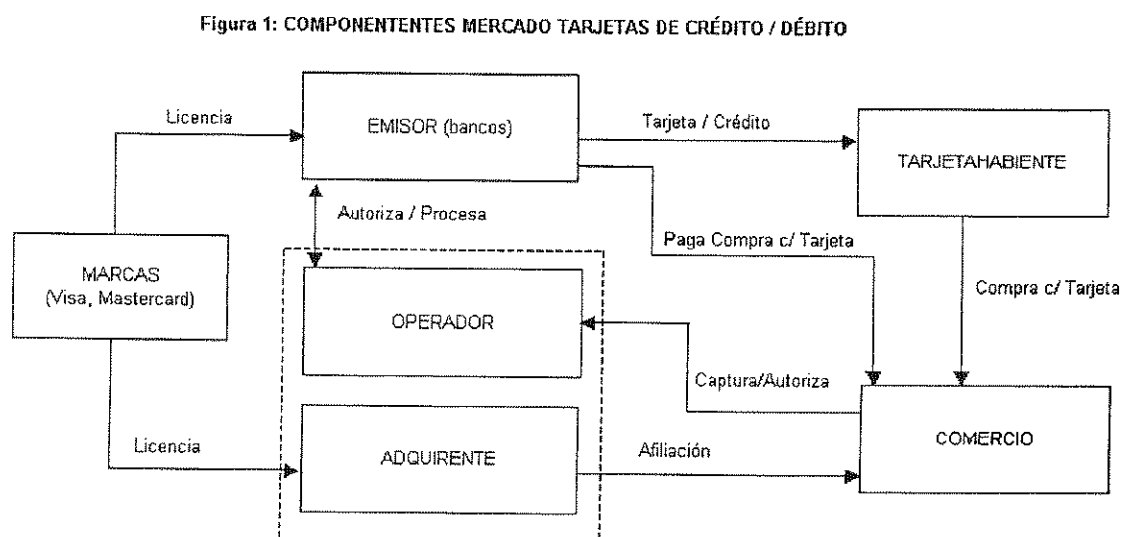 Figura 1: COMPONENTENTES MERCADO TARJETAS DE CRÉDITO / DÉBITO
Licencia
EMISOR (bancos)
Tarjeta / Crédito
TARJETAHABIENTE
Autoriza / Procesa
Paga Compra c/ Tarjeta
MARCAS
(Visa, Mastercard)
Compra c/ Tarjeta
OPERADOR
Captura/Autoriza
Licencia
ADQUIRENTE
Afiliación
COMERCIO